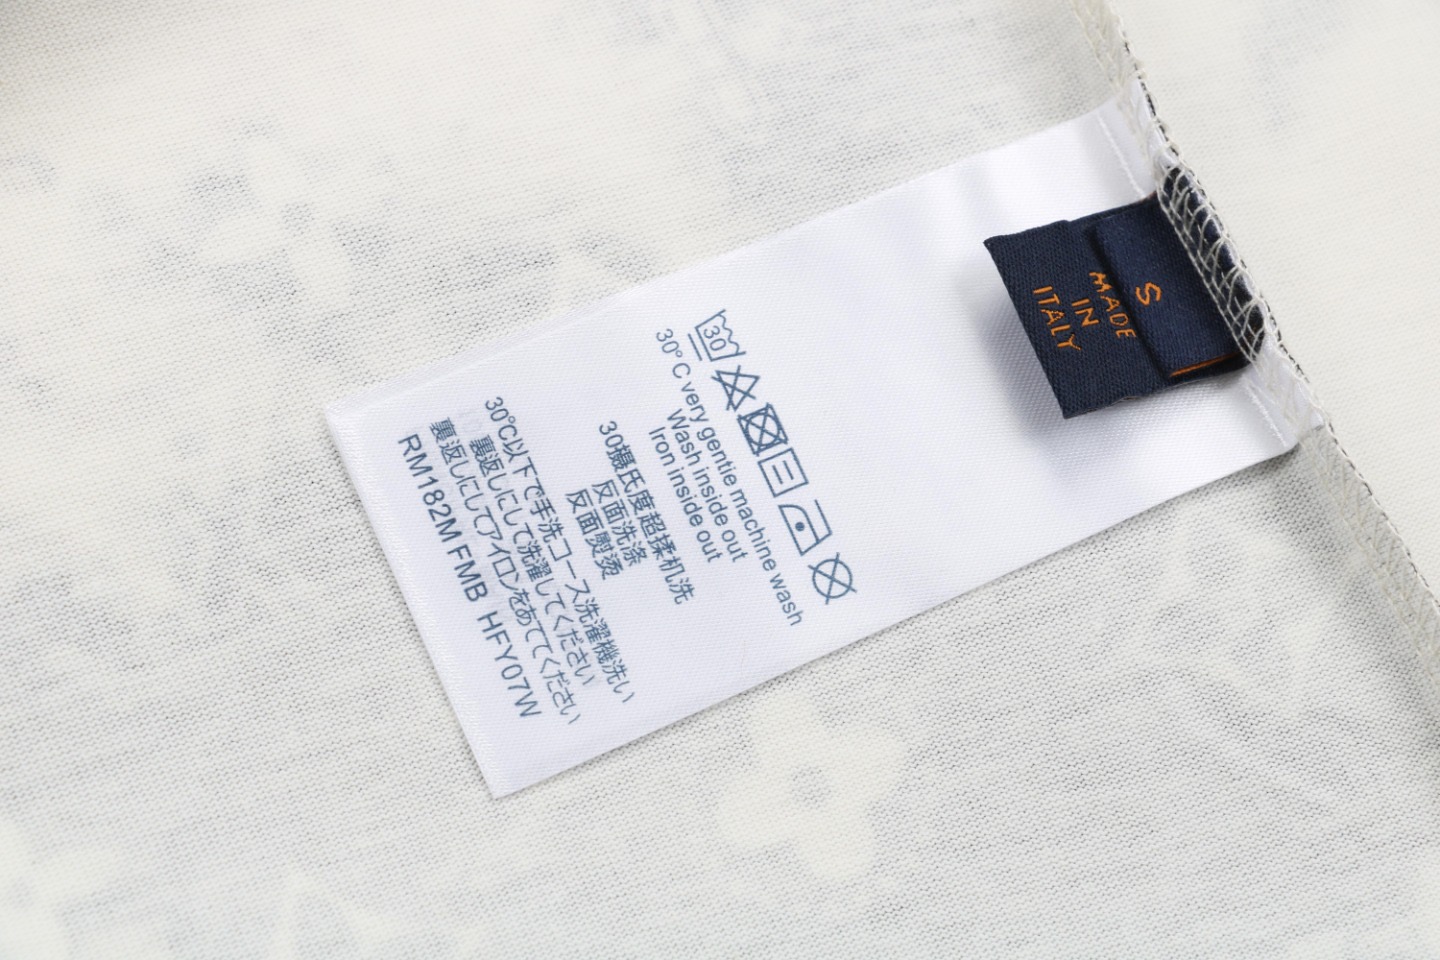 S
MADE
IN
ITALY
30
30°C very gentie machine wash
Wash inside out
Iron inside out
30摄氏度超揉机洗
反面洗涤
反面熨烫
30℃以下で手洗コース洗濯機洗い
裏返しにして洗濯してください
裏返しにしてアイロンをあててください
RM182M FMB HFY07W